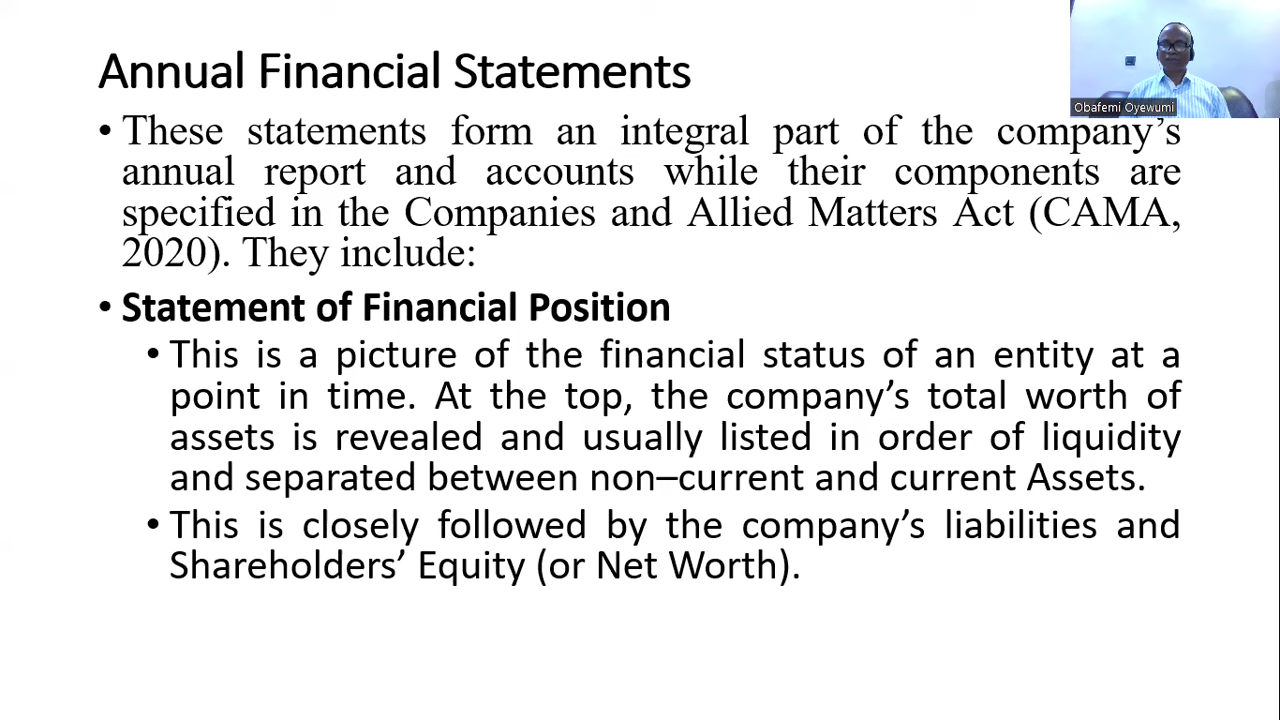 Annual Financial Statements
Obafemi Oyewumi
• These statements form an integral part of the company’s
annual report and accounts while their components are
specified in the Companies and Allied Matters Act (CAMA,
2020). They include:
• Statement of Financial Position
• This is a picture of the financial status of an entity at a
point in time. At the top, the company’s total worth of
assets is revealed and usually listed in order of liquidity
and separated between non–current and current Assets.
• This is closely followed by the company’s liabilities and
Shareholders’ Equity (or Net Worth).